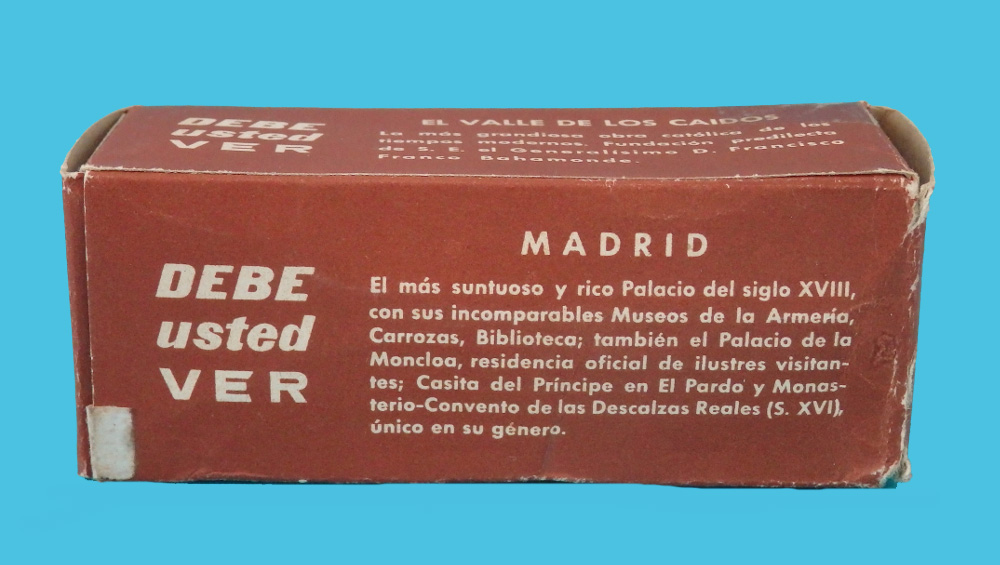 DEBE
usted
VER
EL VALLE DE LOS CAIDOS
La más grandiosa obra católica de los
tiempos modernos. Fundación predilecta
de S. E. el Generalísimo D. Francisco
Franco Bahamonde.
DEBE
usted
VER
MADRID
El más suntuoso y rico Palacio del siglo XVIII,
con sus incomparables Museos de la Armería,
Carrozas, Biblioteca; también el Palacio de la
Moncloa, residencia oficial de ilustres visitan-
tes; Casita del Príncipe en El Pardo y Monas-
terio-Convento de las Descalzas Reales (S. XVI),
único en su género.